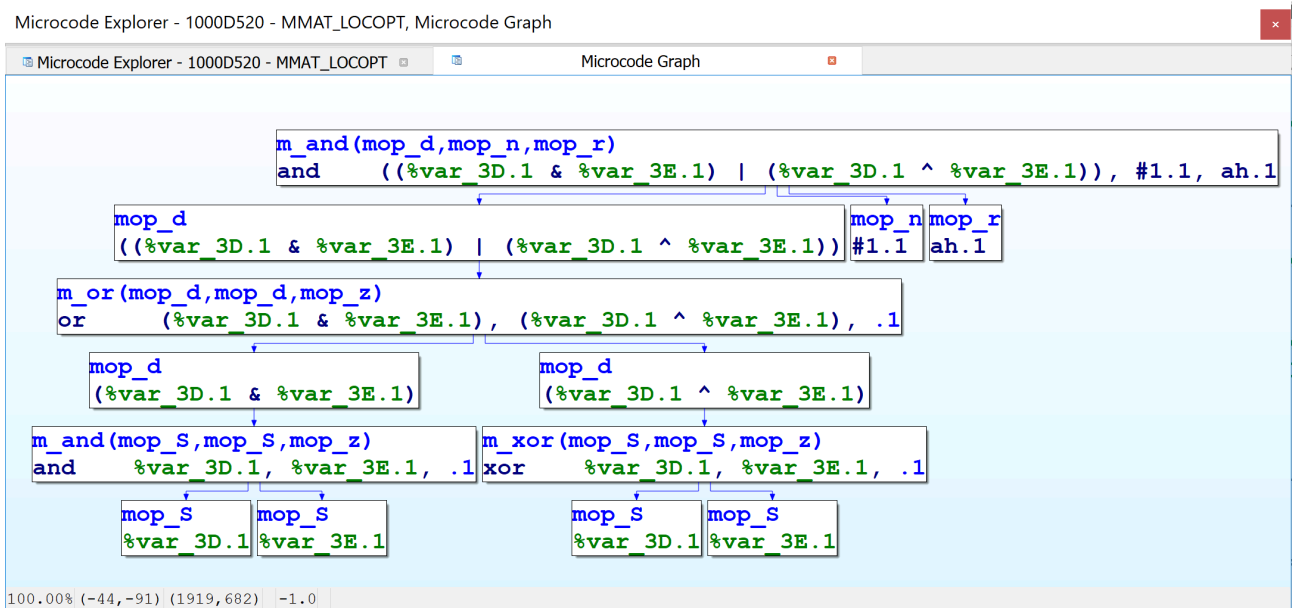 Microcode Explorer - 1000D520 - MMAT_LOCOPT, Microcode Graph
Microcode Explorer - 1000D520 - MMAT_LOCOPT Microcode Graph
m_and(mop_d,mop_n,mop_r)
and ((%var_3D.1 & %var_3E.1) | (%var_3D.1 ^ %var_3E.1)), #1.1, ah.1
mop_d mop_n mop_r
((%var_3D.1 & %var_3E.1) | (%var_3D.1 ^ %var_3E.1)) #1.1 ah.1
m_or(mop_d,mop_d,mop_z)
or (%var_3D.1 & %var_3E.1), (%var_3D.1 ^ %var_3E.1), .1
mop_d mop_d
(%var_3D.1 & %var_3E.1) (%var_3D.1 ^ %var_3E.1)
m_and(mop_S,mop_S,mop_z) m_xor(mop_S,mop_S,mop_z)
and %var_3D.1, %var_3E.1, .1 xor %var_3D.1, %var_3E.1, .1
mop_S mop_S mop_S mop_S
%var_3D.1 %var_3E.1 %var_3D.1 %var_3E.1
100.00% (-44,-91) (1919,682) -1.0